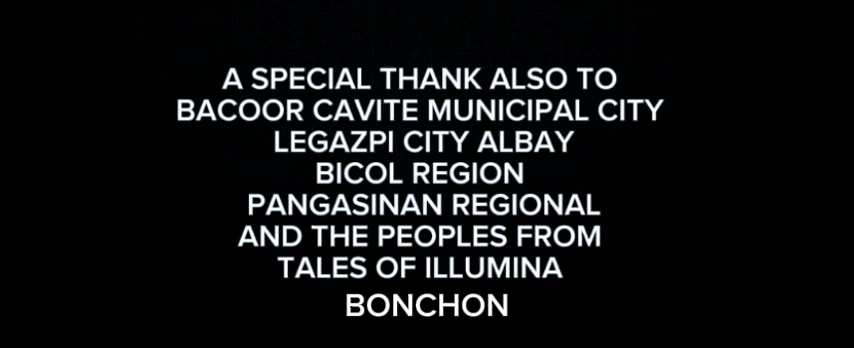 A SPECIAL THANK ALSO TO
BACOOR CAVITE MUNICIPAL CITY
LEGAZPI CITY ALBAY
BICOL REGION
PANGASINAN REGIONAL
AND THE PEOPLES FROM
TALES OF ILLUMINA
BONCHON